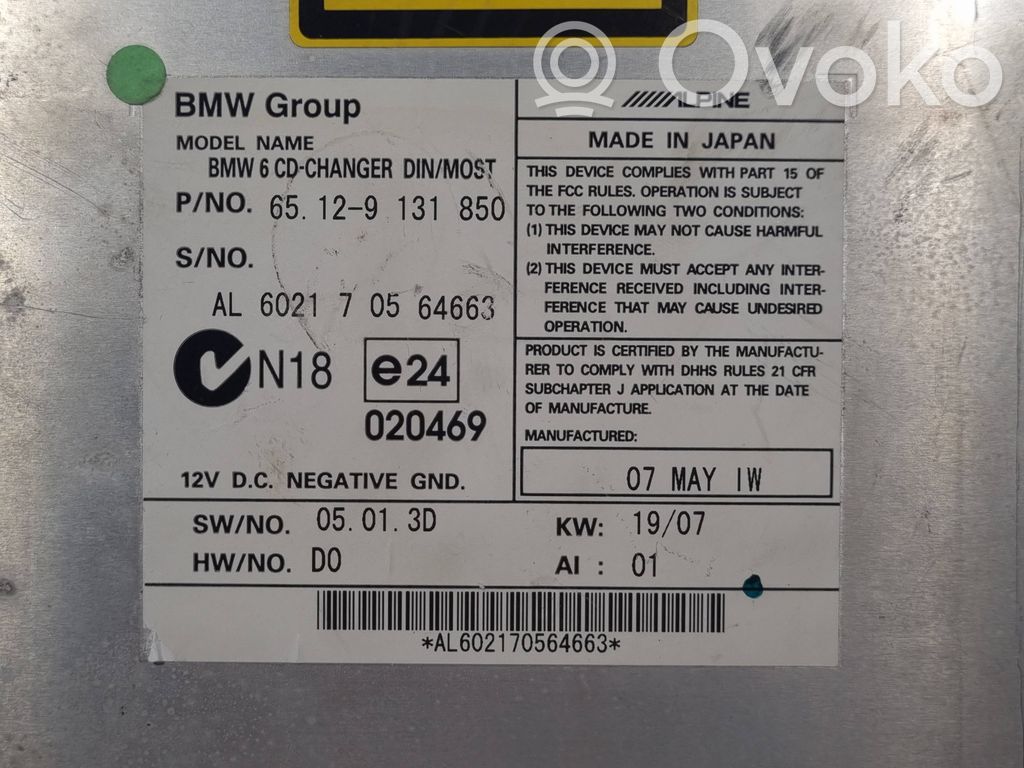 Ovoko
BMW Group
MODEL NAME
BMW 6 CD-CHANGER DIN/MOST
P/NO. 65. 12-9 131 850
S/NO.
AL 6021 7 05 64663
N18
e24
020469
12V D.C. NEGATIVE GND.
ALPINE
MADE IN JAPAN
THIS DEVICE COMPLIES WITH PART 15 OF
THE FCC RULES. OPERATION IS SUBJECT
TO THE FOLLOWING TWO CONDITIONS:
(1) THIS DEVICE MAY NOT CAUSE HARMFUL
INTERFERENCE.
(2) THIS DEVICE MUST ACCEPT ANY INTER-
FERENCE RECEIVED INCLUDING INTER-
FERENCE THAT MAY CAUSE UNDESIRED
OPERATION.
PRODUCT IS CERTIFIED BY THE MANUFACTU-
RER TO COMPLY WITH DHHS RULES 21 CFR
SUBCHAPTER J APPLICATION AT THE DATE
OF MANUFACTURE.
MANUFACTURED:
07 MAY IW
SW/NO. 05. 01. 3D
KW: 19/07
HW/NO. D0
AI : 01
*AL602170564663*